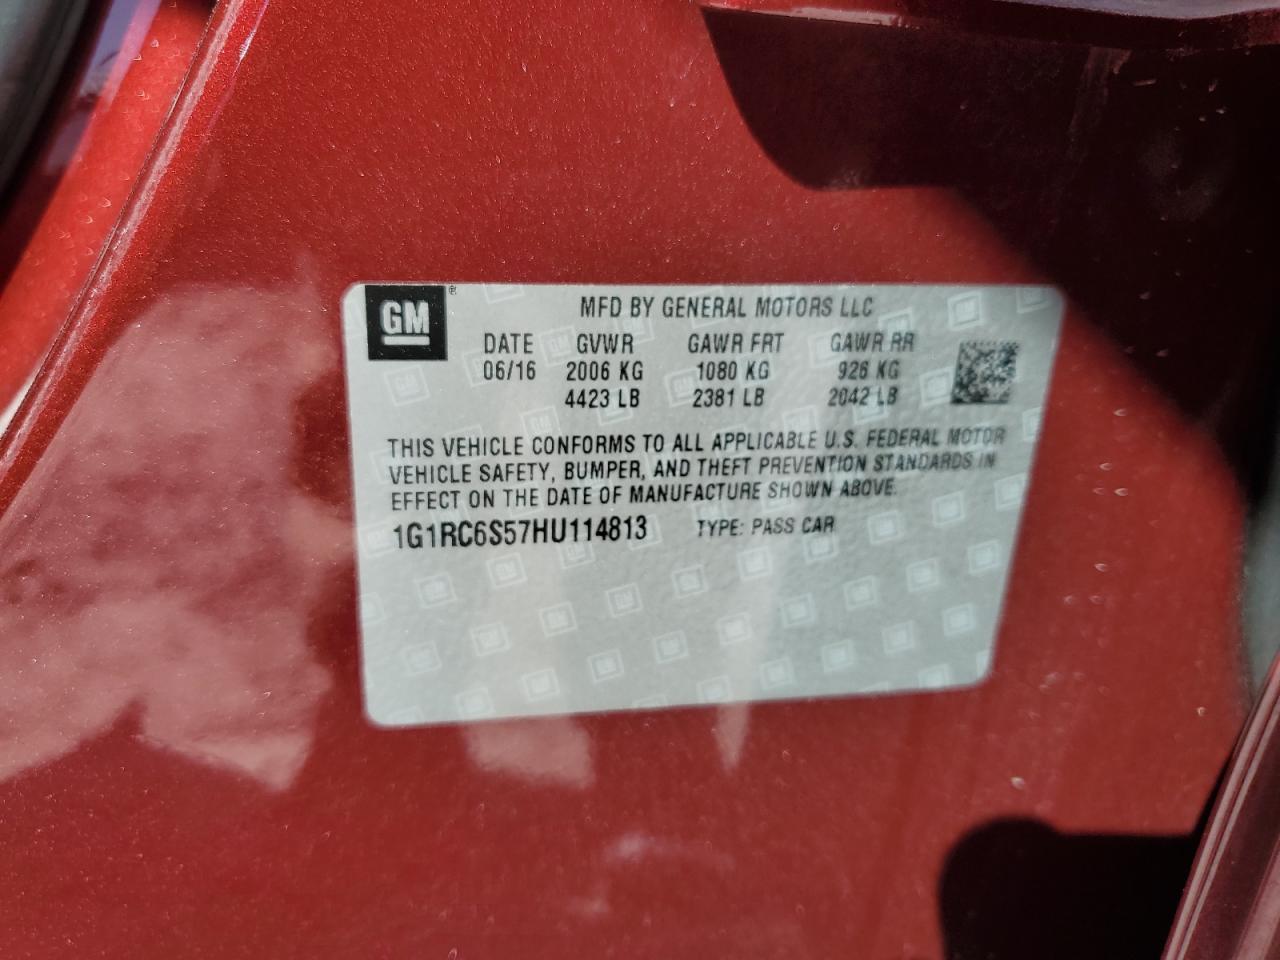 GM
MFD BY GENERAL MOTORS LLC
DATE GVWR GAWR FRT GAWR RR
06/16 2006 KG 1080 KG 926 KG
4423 LB 2381 LB 2042 LB
THIS VEHICLE CONFORMS TO ALL APPLICABLE U.S. FEDERAL MOTOR
VEHICLE SAFETY, BUMPER, AND THEFT PREVENTION STANDARDS IN
EFFECT ON THE DATE OF MANUFACTURE SHOWN ABOVE.
1G1RC6S57HU114813 TYPE: PASS CAR